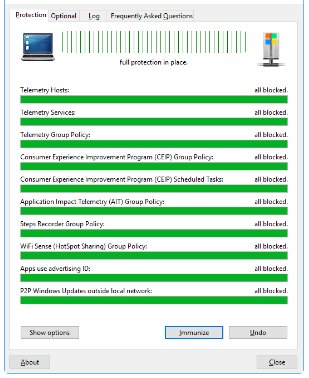 Protection Optional Log Frequently Asked Questions
full protection in place.
Telemetry Hosts: all blocked.
Telemetry Services: all blocked.
Telemetry Group Policy: all blocked.
Consumer Experience Improvement Program (CEIP) Group Policy: all blocked.
Consumer Experience Improvement Program (CEIP) Scheduled Tasks: all blocked.
Application Impact Telemetry (AIT) Group Policy: all blocked.
Steps Recorder Group Policy: all blocked.
WiFi Sense (HotSpot Sharing) Group Policy: all blocked.
Apps use advertising ID: all blocked.
P2P Windows Updates outside local network: all blocked.
Show options Immunize Undo
About Close